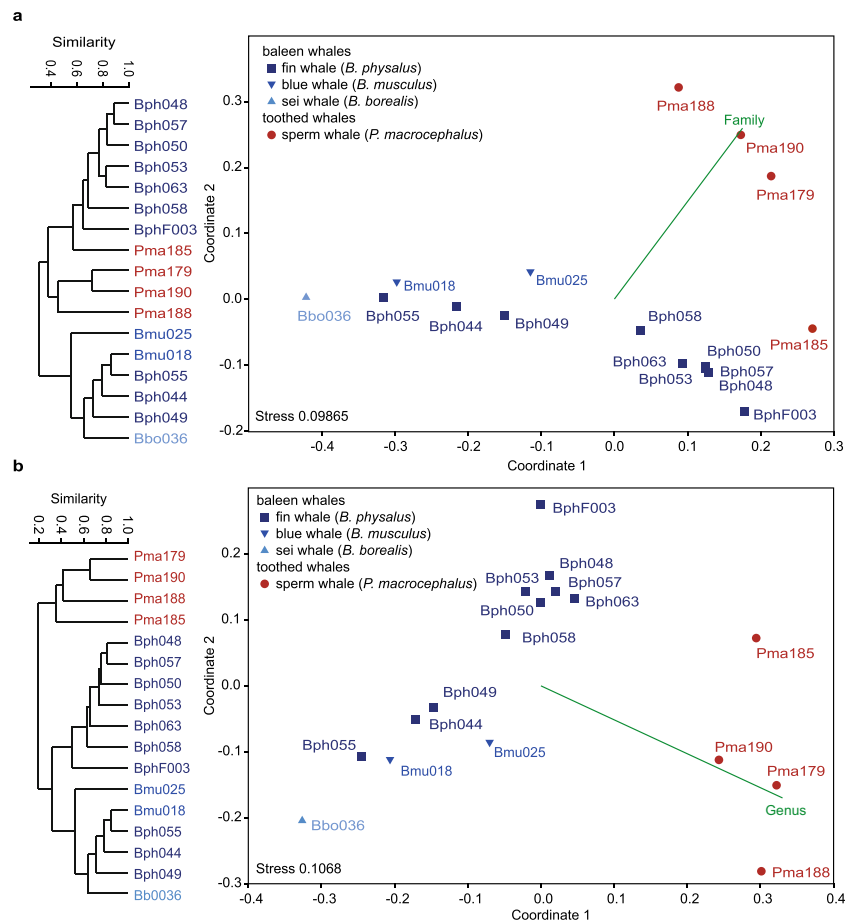 a
Similarity
0.4 0.6 0.8 1.0
Bph048
Bph057
Bph050
Bph053
Bph063
Bph058
BphF003
Pma185
Pma179
Pma190
Pma188
Bmu025
Bmu018
Bph055
Bph044
Bph049
Bbo036
baleen whales
fin whale (B. physalus)
blue whale (B. musculus)
sei whale (B. borealis)
toothed whales
sperm whale (P. macrocephalus)
Coordinate 2
0.3
0.2
0.1
0.0
-0.1
-0.2
Pma188
Family
Pma190
Pma179
Bmu018
Bmu025
Bbo036
Bph055
Bph044
Bph049
Bph058
Pma185
Bph063
Bph050
Bph053
Bph057
Bph048
BphF003
Stress 0.09865
-0.4 -0.3 -0.2 -0.1 0.0 0.1 0.2 0.3
Coordinate 1
b
Similarity
0.2 0.4 0.6 0.8 1.0
Pma179
Pma190
Pma188
Pma185
Bph048
Bph057
Bph050
Bph053
Bph063
Bph058
BphF003
Bmu025
Bmu018
Bph055
Bph044
Bph049
Bb0036
baleen whales
fin whale (B. physalus)
blue whale (B. musculus)
sei whale (B. borealis)
toothed whales
sperm whale (P. macrocephalus)
Coordinate 2
0.2
0.1
0.0
-0.1
-0.2
-0.3
BphF003
Bph048
Bph053
Bph057
Bph050
Bph063
Bph058
Pma185
Bph049
Bph044
Bph055
Bmu018
Bmu025
Pma190
Pma179
Genus
Bbo036
Pma188
Stress 0.1068
-0.4 -0.3 -0.2 -0.1 0.0 0.1 0.2 0.3 0.4
Coordinate 1